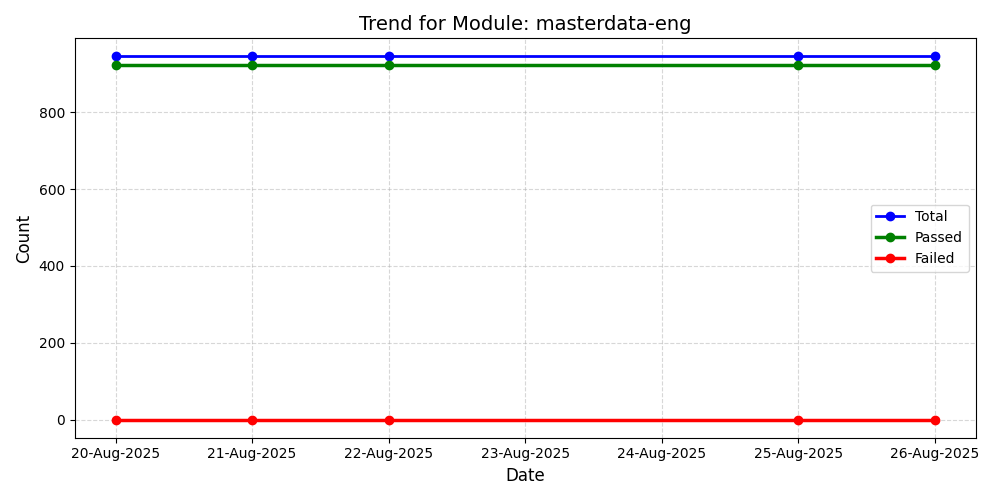 Trend for Module: masterdata-eng
Count
800
600
400
200
0
Total
Passed
Failed
20-Aug-2025
21-Aug-2025
22-Aug-2025
23-Aug-2025
24-Aug-2025
25-Aug-2025
26-Aug-2025
Date